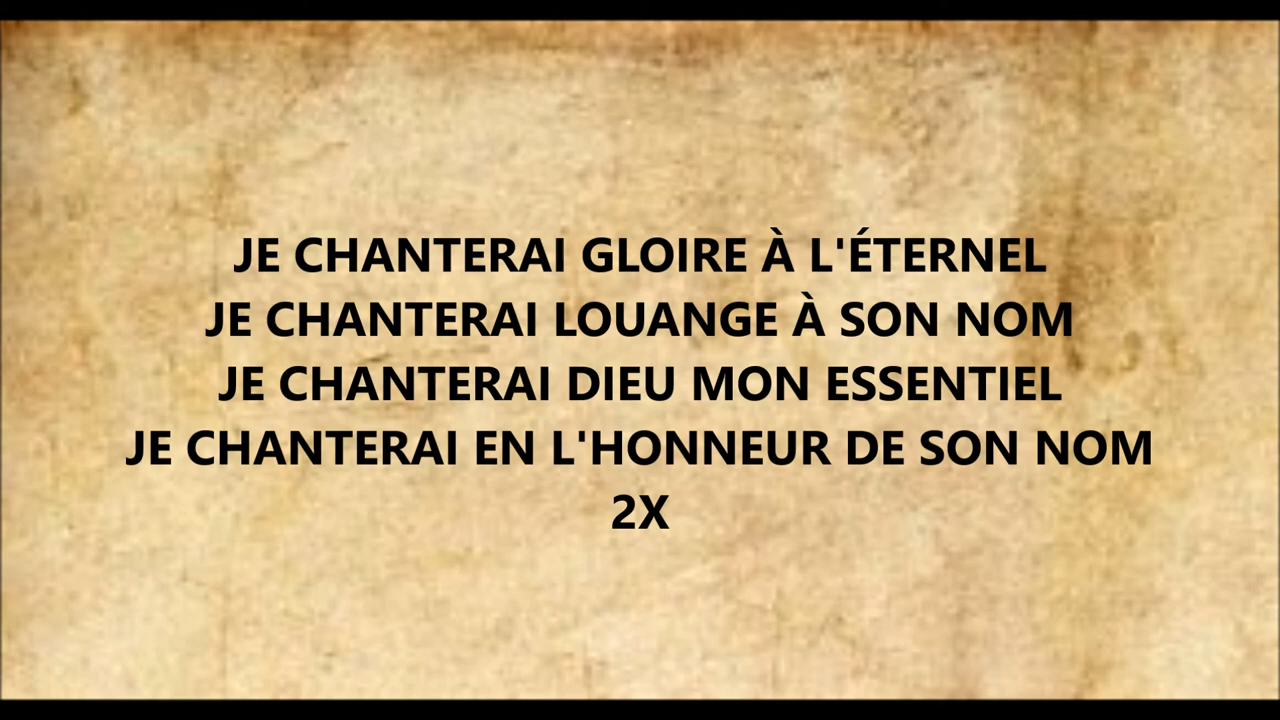 JE CHANTERAI GLOIRE À L'ÉTERNEL
JE CHANTERAI LOUANGE À SON NOM
JE CHANTERAI DIEU MON ESSENTIEL
JE CHANTERAI EN L'HONNEUR DE SON NOM
2X